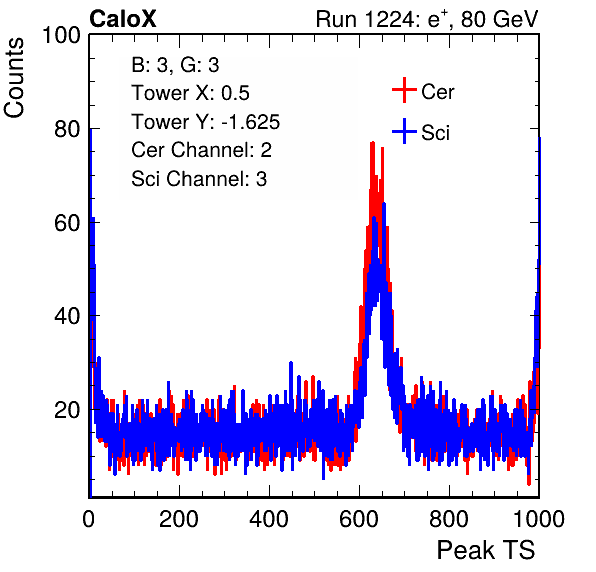 CaloX Run 1224: e⁺, 80 GeV
Counts
B: 3, G: 3
Tower X: 0.5
Tower Y: -1.625
Cer Channel: 2
Sci Channel: 3
Cer
Sci
100
80
60
40
20
0 200 400 600 800 1000
Peak TS